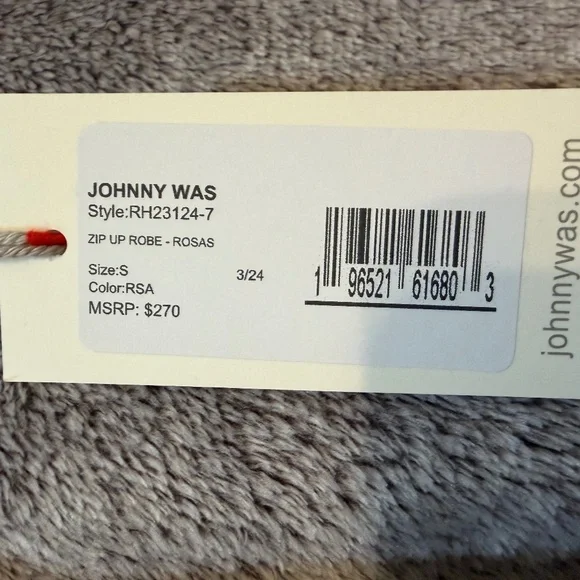 JOHNNY WAS
Style:RH23124-7
ZIP UP ROBE - ROSAS
Size:S 3/24
Color:RSA
MSRP: $270
1 96521 61680 3
johnnywas.com